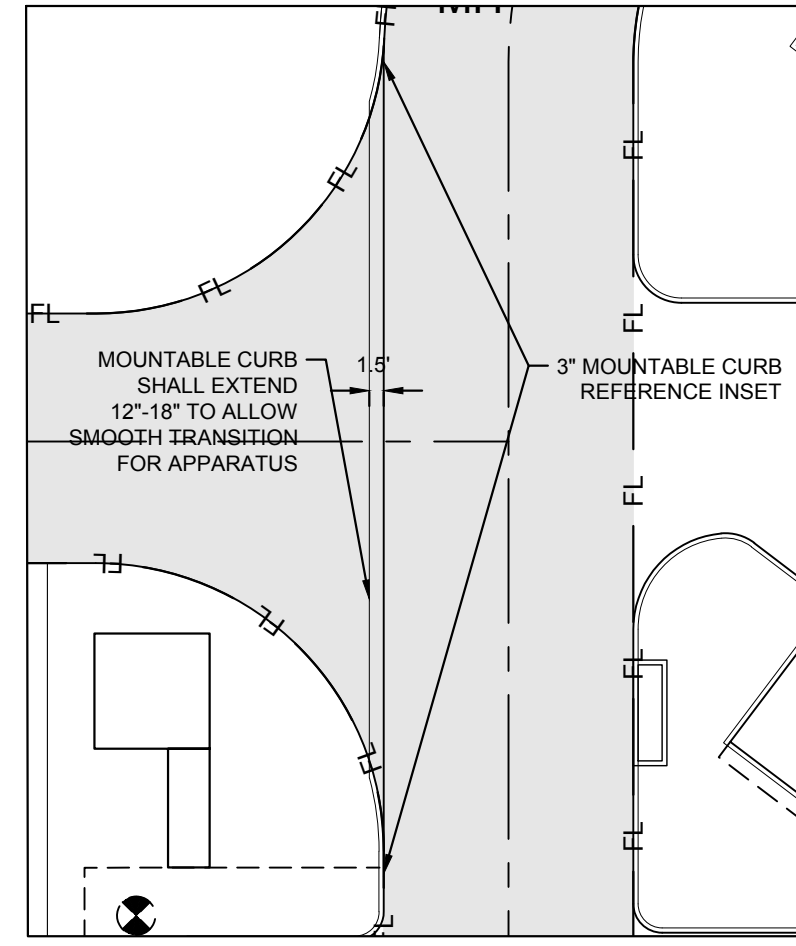 FL
FL
FL
FL
FL
FL
MOUNTABLE CURB
SHALL EXTEND
12"-18" TO ALLOW
SMOOTH TRANSITION
FOR APPARATUS
1.5'
3" MOUNTABLE CURB
REFERENCE INSET
FL
FL
FL
FL
FL
FL